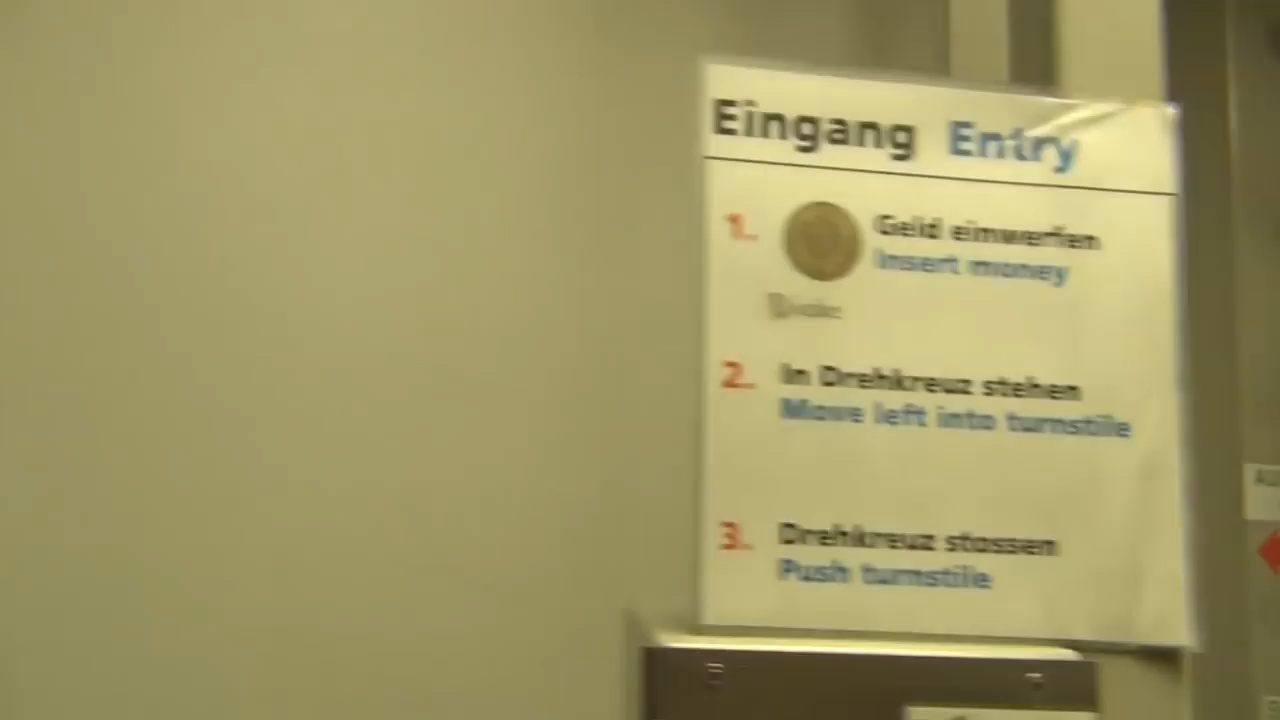 Eingang Entry
1. Geld einwerfen
Insert money
2. In Drehkreuz stehen
Move left into turnstile
3. Drehkreuz stossen
Push turnstile